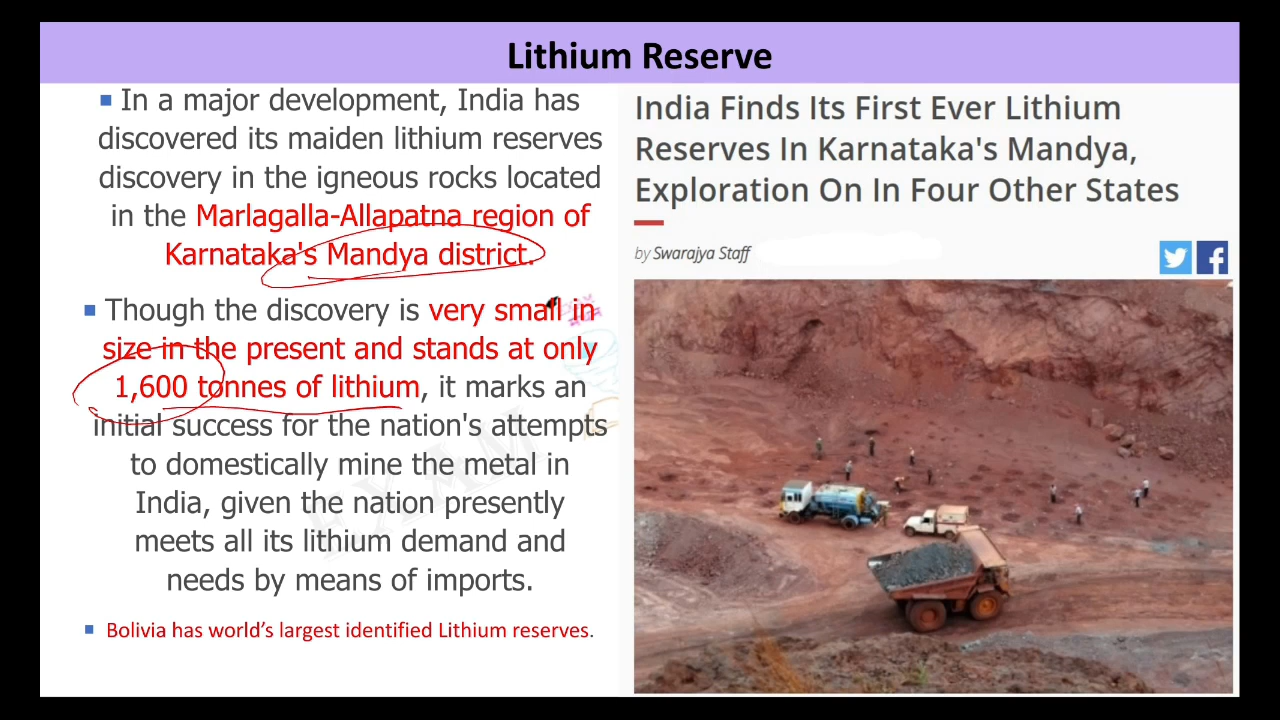 Lithium Reserve
In a major development, India has
discovered its maiden lithium reserves
discovery in the igneous rocks located
in the Marlagalla-Allapatna region of
Karnataka's Mandya district.
Though the discovery is very small in
size in the present and stands at only
1,600 tonnes of lithium, it marks an
initial success for the nation's attempts
to domestically mine the metal in
India, given the nation presently
meets all its lithium demand and
needs by means of imports.
Bolivia has world's largest identified Lithium reserves.
India Finds Its First Ever Lithium
Reserves In Karnataka's Mandya,
Exploration On In Four Other States
by Swarajya Staff
EXAM